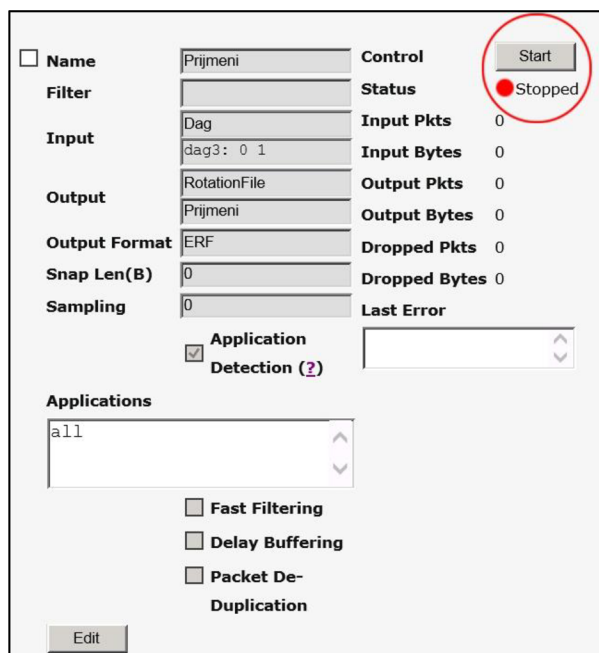 Name Prijmeni
Filter
Input Dag
dag3: 0 1
Output RotationFile
Prijmeni
Output Format ERF
Snap Len(B) 0
Sampling 0
Application
Detection (?)
Applications
all
Fast Filtering
Delay Buffering
Packet De-
Duplication
Edit
Control Start
Status Stopped
Input Pkts 0
Input Bytes 0
Output Pkts 0
Output Bytes 0
Dropped Pkts 0
Dropped Bytes 0
Last Error